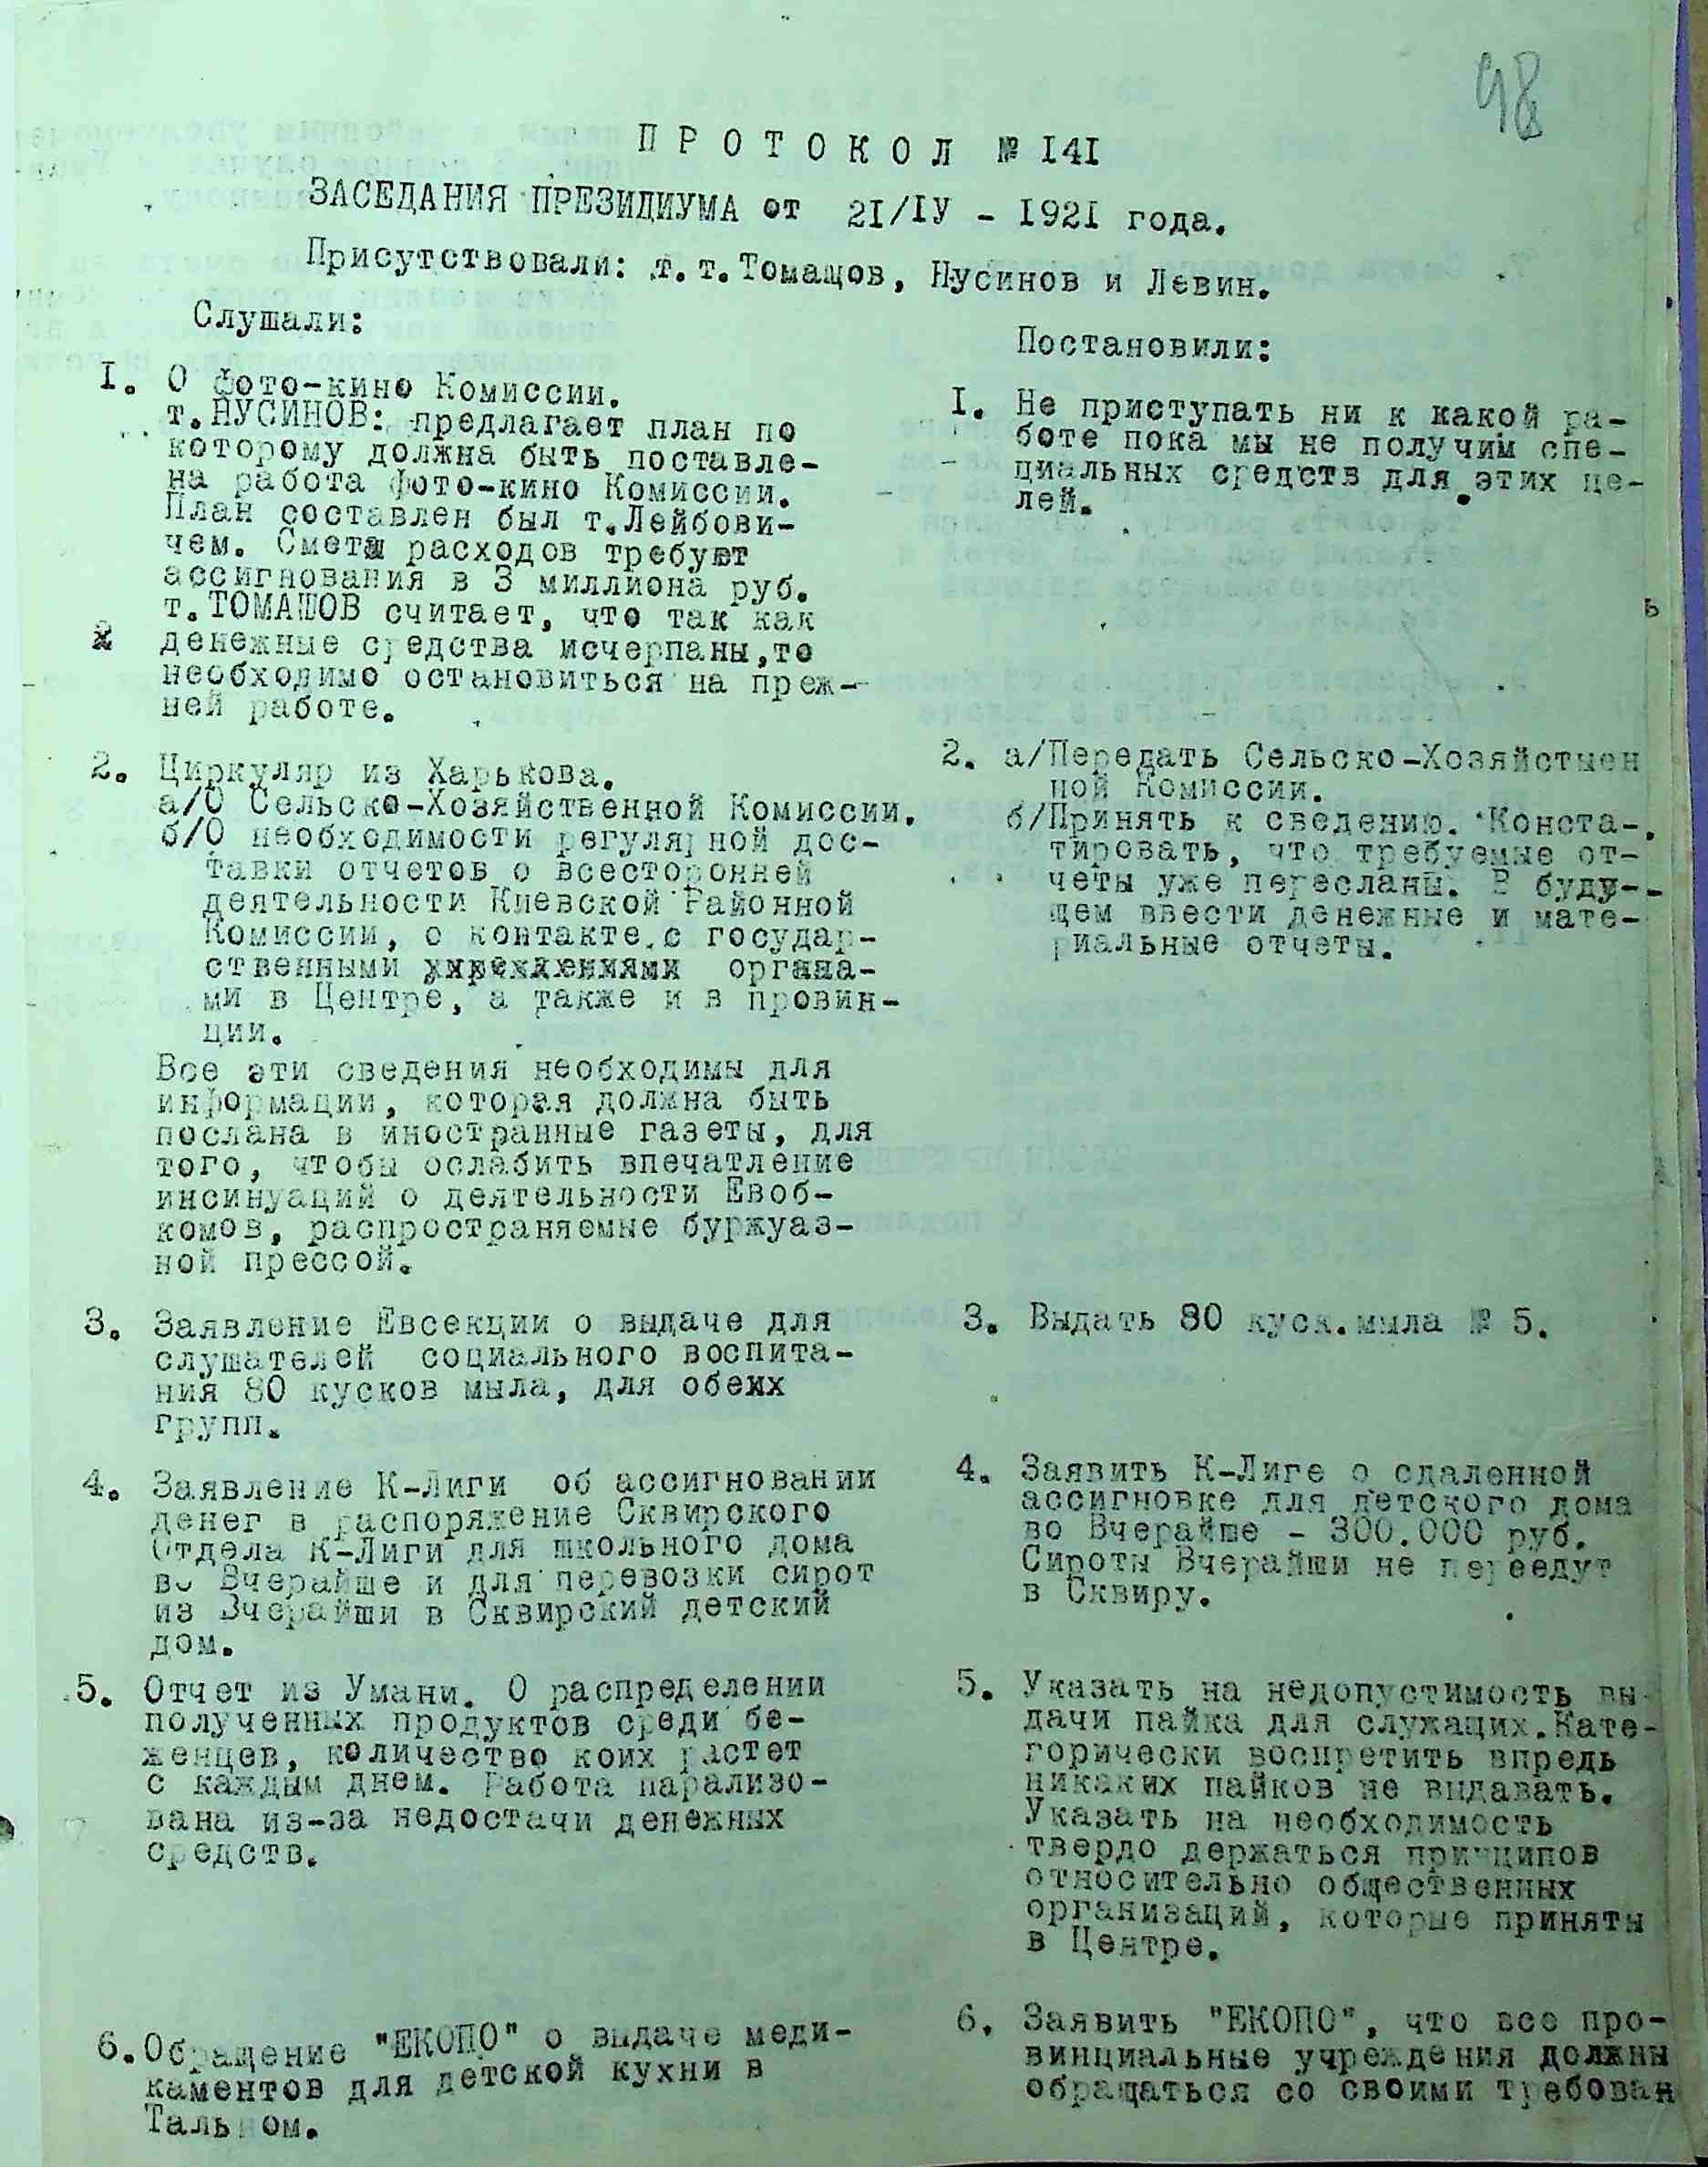 98
ПРОТОКОЛ № 141
ЗАСЕДАНИЯ ПРЕЗИДИУМА от 21/IУ - 1921 года.
Присутствовали: т.т.Томашов, Нусинов и Левин.
Слушали:
1. О фото-кино Комиссии.
т.НУСИНОВ: предлагает план по
которому должна быть поставле-
на работа фото-кино Комиссии.
План составлен был т.Лейбови-
чем. Смета расходов требует
ассигнования в 3 миллиона руб.
т.ТОМАШОВ считает, что так как
денежные средства исчерпаны,то
необходимо остановиться на преж-
ней работе.
2. Циркуляр из Харькова.
а/О Сельско-Хозяйственной Комиссии.
б/О необходимости регулярной дос-
тавки отчетов о всесторонней
деятельности Киевской Районной
Комиссии, о контакте с государ-
ственными учреждениями органа-
ми в Центре, а также и в провин-
ции.
Все эти сведения необходимы для
информации, которая должна быть
послана в иностранные газеты, для
того, чтобы ослабить впечатление
инсинуаций о деятельности Евоб-
комов, распространяемые буржуаз-
ной прессой.
3. Заявление Евсекции о выдаче для
слушателей социального воспита-
ния 80 кусков мыла, для обеих
групп.
4. Заявление К-Лиги об ассигновании
денег в распоряжение Сквирского
Отдела К-Лиги для школьного дома
во Вчерайше и для перевозки сирот
из Вчерайши в Сквирский детский
дом.
5. Отчет из Умани. О распределении
полученных продуктов среди бе-
женцев, количество коих растет
с каждым днем. Работа парализо-
вана из-за недостачи денежных
средств.
6. Обращение "ЕКОПО" о выдаче меди-
каментов для детской кухни в
Тальном.
Постановили:
1. Не приступать ни к какой ра-
боте пока мы не получим спе-
циальных средств для этих це-
лей.
2. а/Передать Сельско-Хозяйствен
ной Комиссии.
б/Принять к сведению. Конста-
тировать, что требуемые от-
четы уже пересланы. В буду-
щем ввести денежные и мате-
риальные отчеты.
3. Выдать 80 куск.мыла № 5.
4. Заявить К-Лиге о сдаленной
ассигновке для детского дома
во Вчерайше - 300.000 руб.
Сироты Вчерайши не переедут
в Сквиру.
5. Указать на недопустимость вы-
дачи пайка для служащих.Кате-
горически воспретить впредь
никаких пайков не выдавать.
Указать на необходимость
твердо держаться принципов
относительно общественных
организаций, которые приняты
в Центре.
6. Заявить "ЕКОПО", что все про-
винциальные учреждения должны
обращаться со своими требован